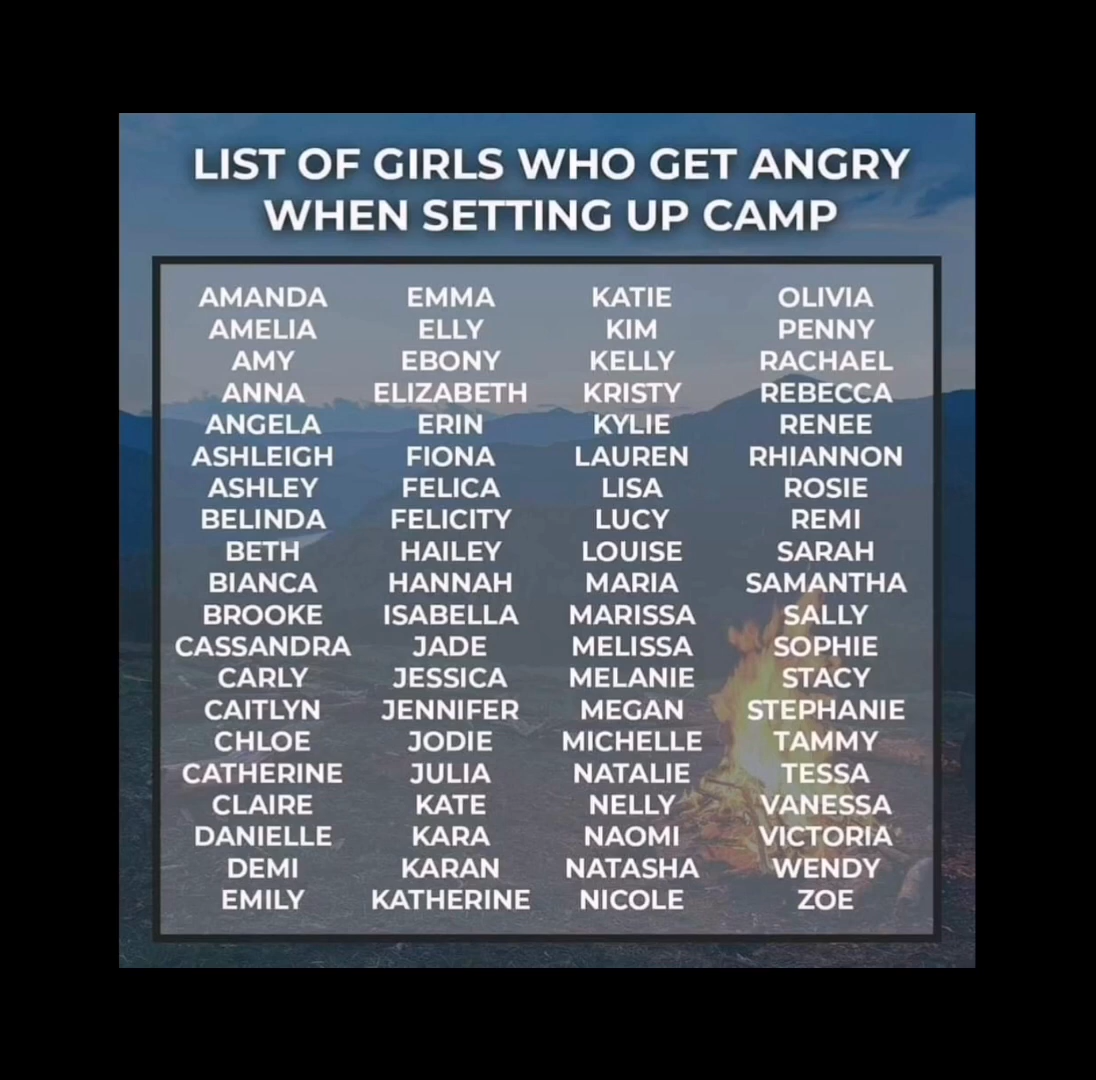 LIST OF GIRLS WHO GET ANGRY
WHEN SETTING UP CAMP
AMANDA
AMELIA
AMY
ANNA
ANGELA
ASHLEIGH
ASHLEY
BELINDA
BETH
BIANCA
BROOKE
CASSANDRA
CARLY
CAITLYN
CHLOE
CATHERINE
CLAIRE
DANIELLE
DEMI
EMILY
EMMA
ELLY
EBONY
ELIZABETH
ERIN
FIONA
FELICA
FELICITY
HAILEY
HANNAH
ISABELLA
JADE
JESSICA
JENNIFER
JODIE
JULIA
KATE
KARA
KARAN
KATHERINE
KATIE
KIM
KELLY
KRISTY
KYLIE
LAUREN
LISA
LUCY
LOUISE
MARIA
MARISSA
MELISSA
MELANIE
MEGAN
MICHELLE
NATALIE
NELLY
NAOMI
NATASHA
NICOLE
OLIVIA
PENNY
RACHAEL
REBECCA
RENEE
RHIANNON
ROSIE
REMI
SARAH
SAMANTHA
SALLY
SOPHIE
STACY
STEPHANIE
TAMMY
TESSA
VANESSA
VICTORIA
WENDY
ZOE